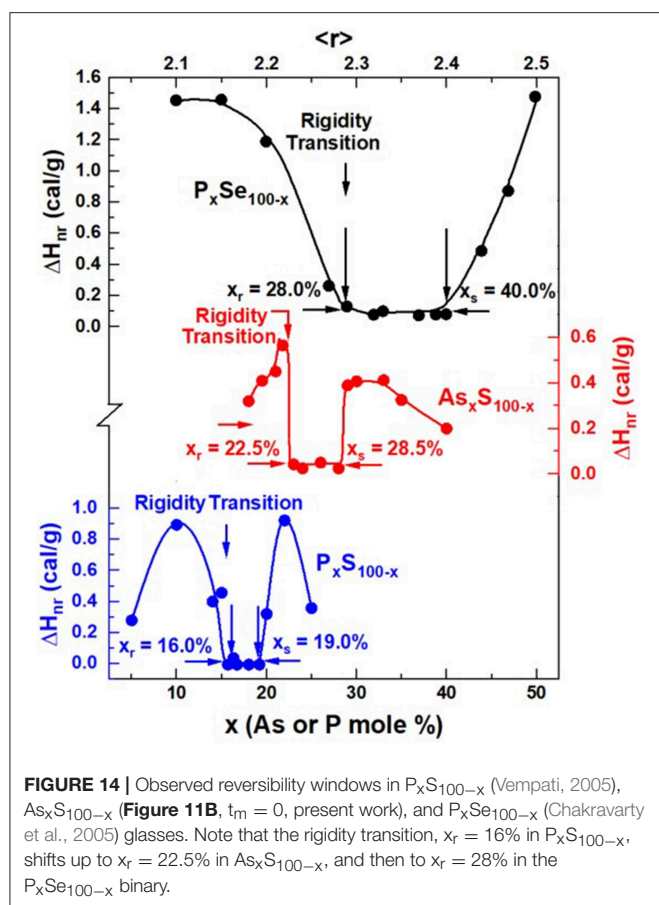 <r>
2.1 2.2 2.3 2.4 2.5
1.6
1.4
1.2
1.0
0.8
0.6
0.4
0.2
0.0
ΔHnr (cal/g)
Rigidity
Transition
PxSe100-x
xr = 28.0%
xs = 40.0%
Rigidity
Transition
0.6
0.4
0.2
0.0
ΔHnr (cal/g)
AsxS100-x
xr = 22.5%
xs = 28.5%
Rigidity Transition
1.0
0.8
0.6
0.4
0.2
0.0
ΔHnr (cal/g)
PxS100-x
xr = 16.0%
xs = 19.0%
10 20 30 40 50
x (As or P mole %)
FIGURE 14 | Observed reversibility windows in PxS100−x (Vempati, 2005),
AsxS100−x (Figure 11B, tm = 0, present work), and PxSe100−x (Chakravarty
et al., 2005) glasses. Note that the rigidity transition, xr = 16% in PxS100−x,
shifts up to xr = 22.5% in AsxS100−x, and then to xr = 28% in the
PxSe100−x binary.